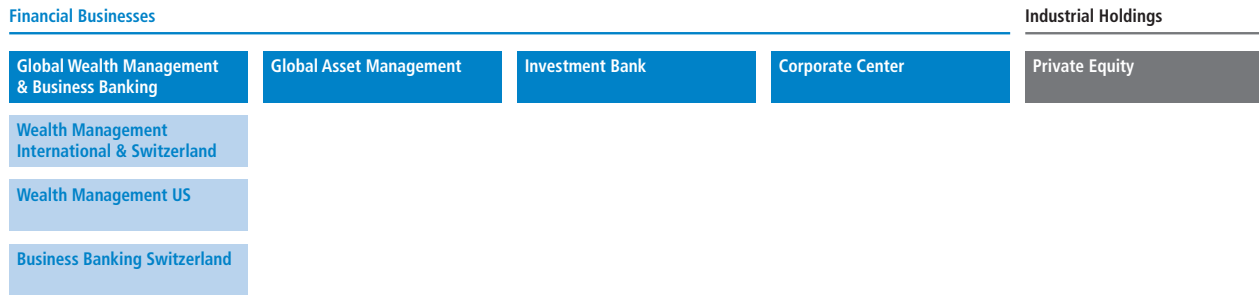 Financial Businesses
Industrial Holdings
Global Wealth Management
& Business Banking
Global Asset Management
Investment Bank
Corporate Center
Private Equity
Wealth Management
International & Switzerland
Wealth Management US
Business Banking Switzerland